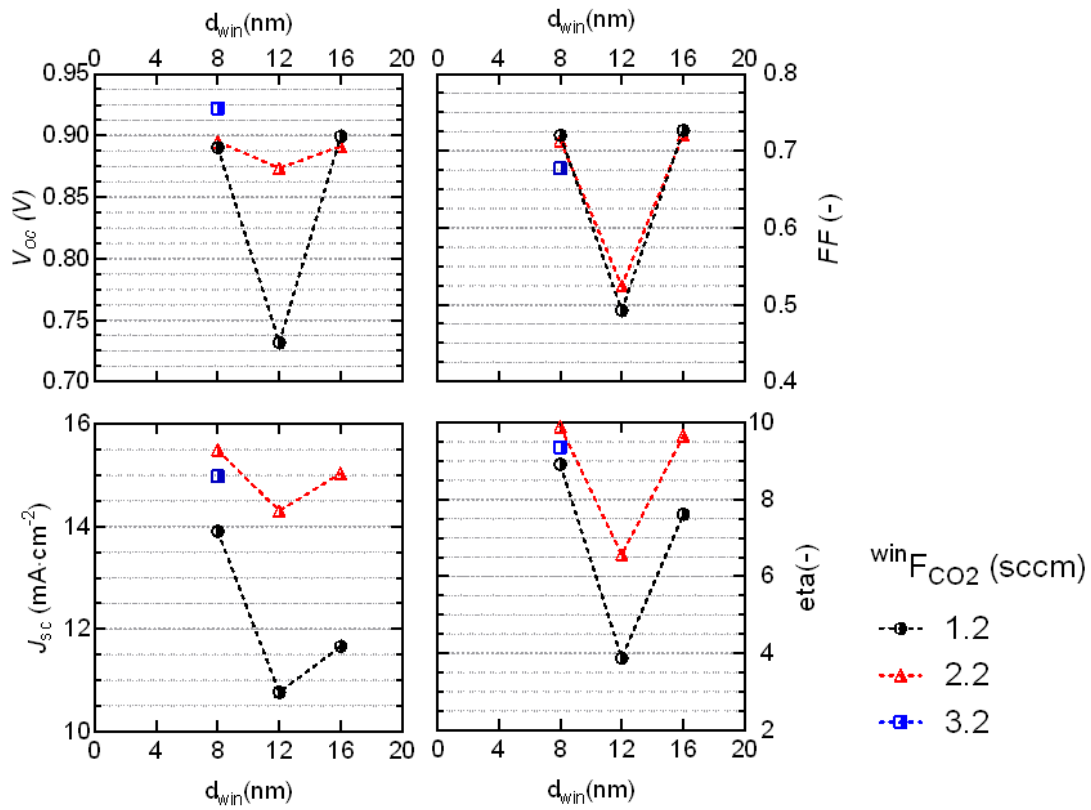 d_win(nm) d_win(nm)
0 4 8 12 16 20 0 4 8 12 16 20
0.95 0.8
0.90
0.7
0.85
V_oc (V) FF (-)
0.6
0.80
0.5
0.75
0.70 0.4
16 10
8
14
J_sc (mA·cm^-2) eta(-)
6
12
4
10 2
0 4 8 12 16 20 0 4 8 12 16 20
d_win(nm) d_win(nm)
^win F_CO2 (sccm)
1.2
2.2
3.2